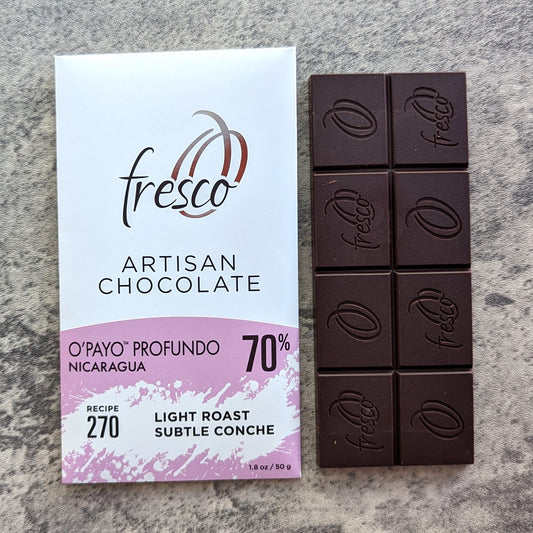 fresco
ARTISAN
CHOCOLATE
O'PAYO™ PROFUNDO
NICARAGUA
70%
RECIPE
270
LIGHT ROAST
SUBTLE CONCHE
1.8 oz / 50 g
fresco
fresco
fresco
fresco